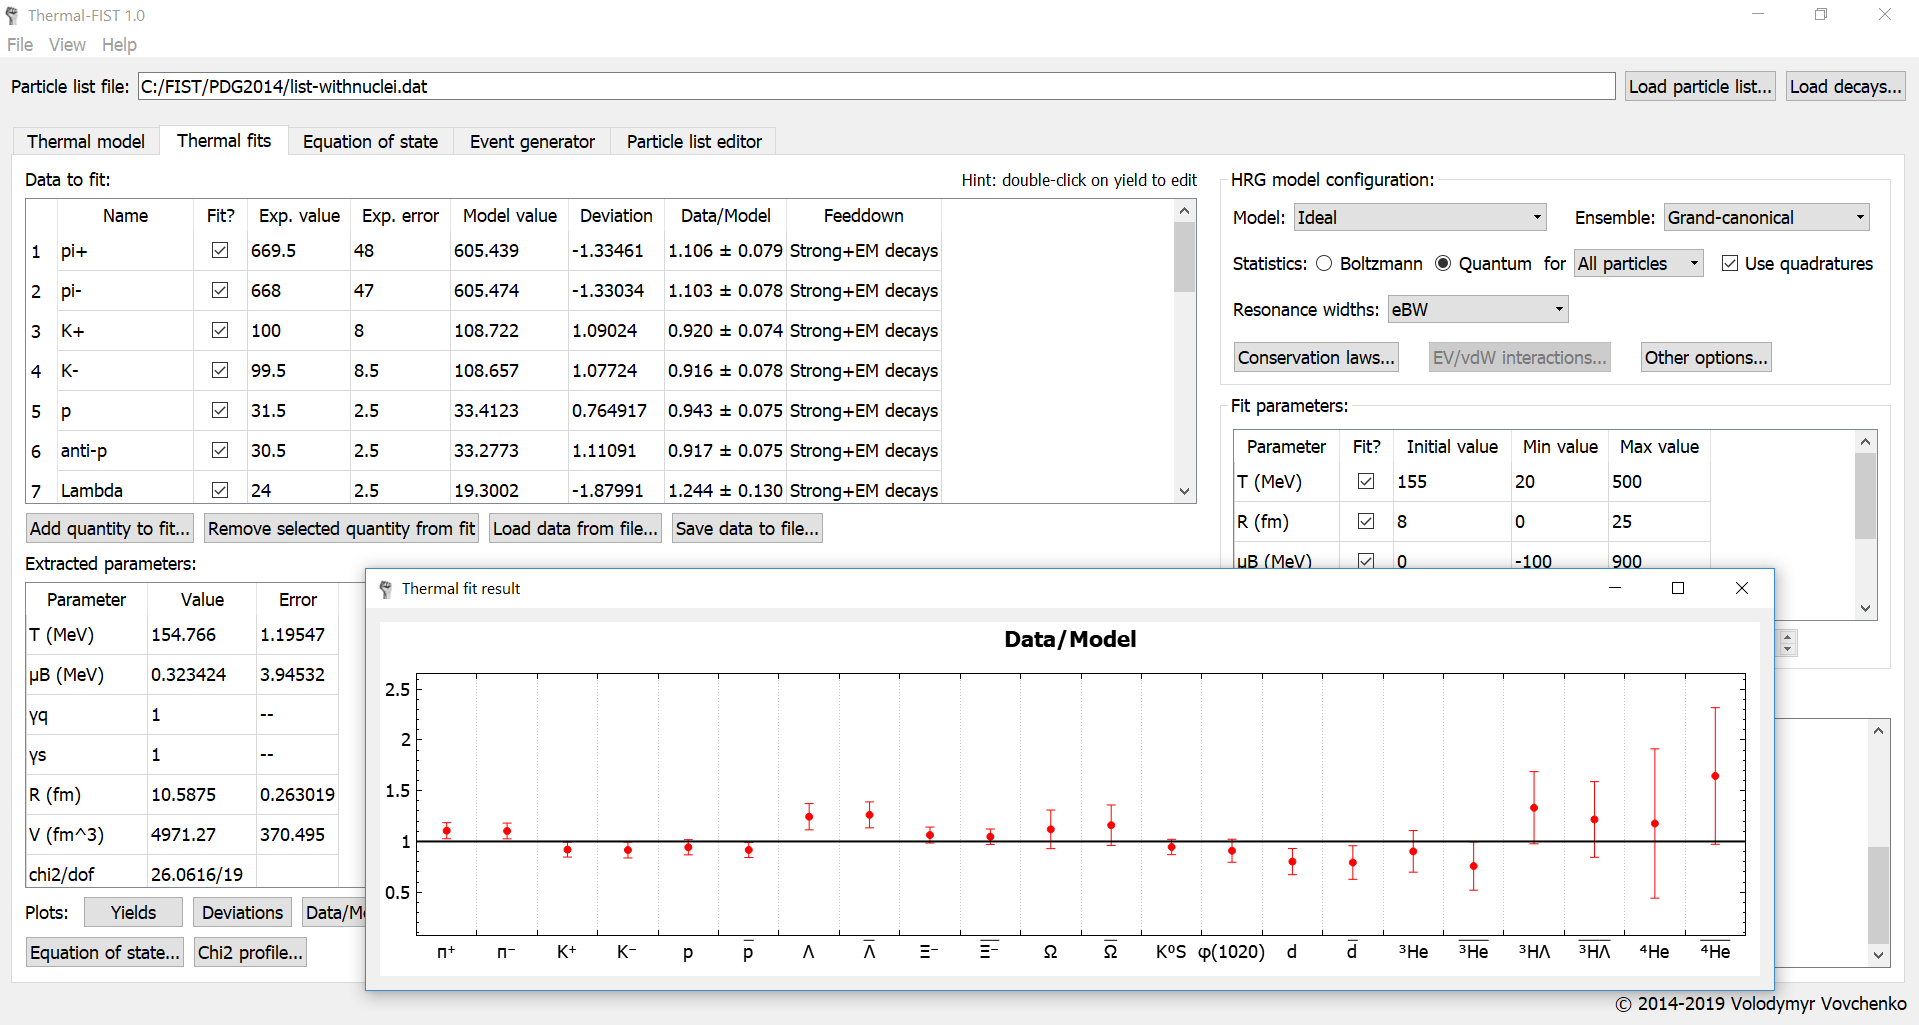 Thermal-FIST 1.0
File View Help
Particle list file: C:/FIST/PDG2014/list-withnuclei.dat Load particle list... Load decays...
Thermal model Thermal fits Equation of state Event generator Particle list editor
Data to fit: Hint: double-click on yield to edit
Name Fit? Exp. value Exp. error Model value Deviation Data/Model Feeddown
1 pi+ 669.5 48 605.439 -1.33461 1.106 ± 0.079 Strong+EM decays
2 pi- 668 47 605.474 -1.33034 1.103 ± 0.078 Strong+EM decays
3 K+ 100 8 108.722 1.09024 0.920 ± 0.074 Strong+EM decays
4 K- 99.5 8.5 108.657 1.07724 0.916 ± 0.078 Strong+EM decays
5 p 31.5 2.5 33.4123 0.764917 0.943 ± 0.075 Strong+EM decays
6 anti-p 30.5 2.5 33.2773 1.11091 0.917 ± 0.075 Strong+EM decays
7 Lambda 24 2.5 19.3002 -1.87991 1.244 ± 0.130 Strong+EM decays
Add quantity to fit... Remove selected quantity from fit Load data from file... Save data to file...
HRG model configuration:
Model: Ideal Ensemble: Grand-canonical
Statistics: Boltzmann Quantum for All particles Use quadratures
Resonance widths: eBW
Conservation laws... EV/vdW interactions... Other options...
Fit parameters:
Parameter Fit? Initial value Min value Max value
T (MeV) 155 20 500
R (fm) 8 0 25
μB (MeV) 0 -100 900
Extracted parameters:
Parameter Value Error
T (MeV) 154.766 1.19547
μB (MeV) 0.323424 3.94532
γq 1 --
γs 1 --
R (fm) 10.5875 0.263019
V (fm^3) 4971.27 370.495
chi2/dof 26.0616/19
Plots: Yields Deviations Data/Mo
Equation of state... Chi2 profile...
Thermal fit result
Data/Model
2.5
2
1.5
1
0.5
π⁺ π⁻ K⁺ K⁻ p p̅ Λ Λ̅ Ξ⁻ Ξ̅⁻̅ Ω Ω̅ K⁰S φ(1020) d d̅ ³He ³̅H̅e̅ ³HΛ ³̅H̅Λ̅ ⁴He ⁴̅H̅e̅
© 2014-2019 Volodymyr Vovchenko